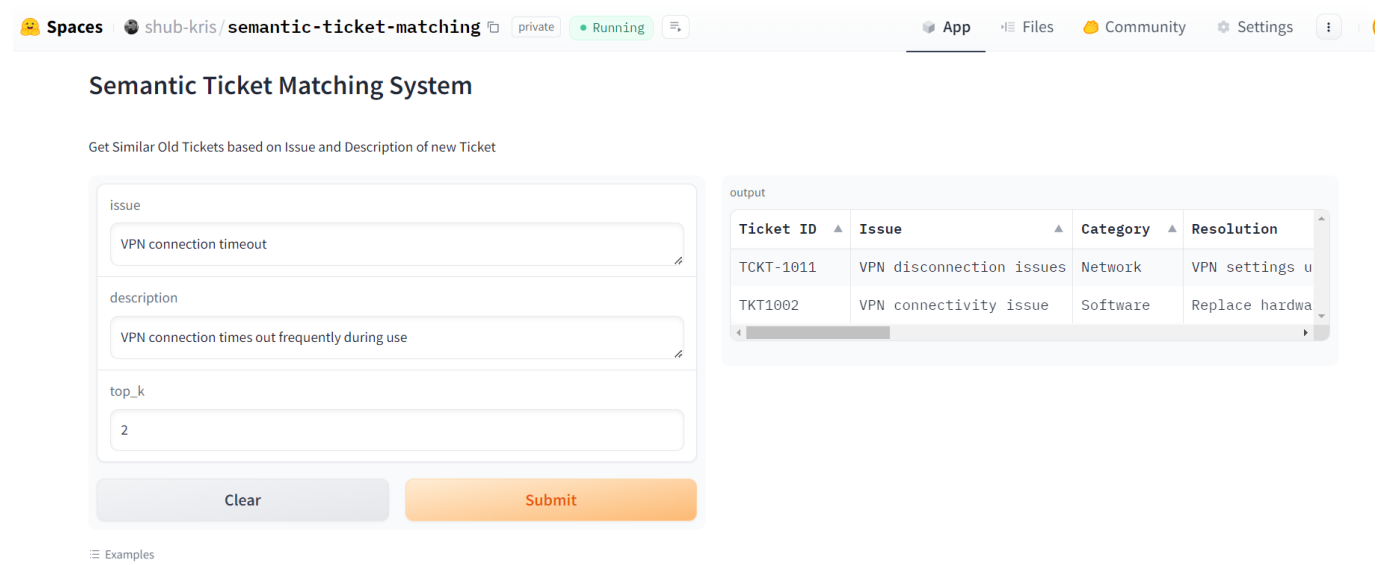 Spaces shub-kris/semantic-ticket-matching private Running App Files Community Settings
Semantic Ticket Matching System
Get Similar Old Tickets based on Issue and Description of new Ticket
issue
VPN connection timeout
description
VPN connection times out frequently during use
top_k
2
Clear Submit
Examples
output
Ticket ID Issue Category Resolution
TCKT-1011 VPN disconnection issues Network VPN settings u
TKT1002 VPN connectivity issue Software Replace hardwa